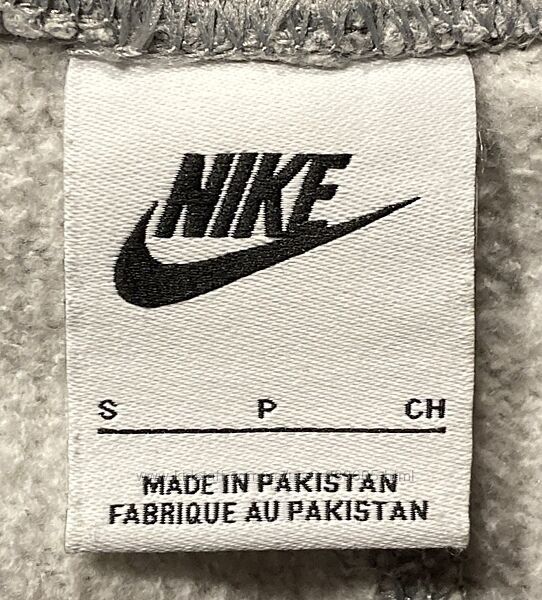 NIKE
S P CH
MADE IN PAKISTAN
FABRIQUE AU PAKISTAN